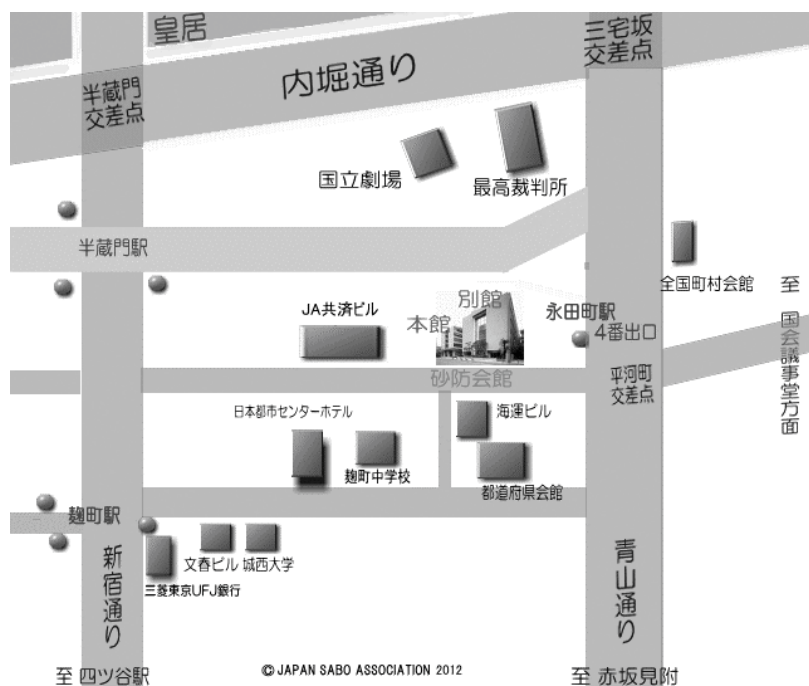 皇居
三宅坂
交差点
内堀通り
半蔵門
交差点
国立劇場
最高裁判所
半蔵門駅
全国町村会館
至 国会議事堂方面
JA共済ビル
別館
本館
永田町駅
4番出口
砂防会館
平河町
交差点
日本都市センターホテル
海運ビル
麹町中学校
都道府県会館
麹町駅
文春ビル
城西大学
三菱東京UFJ銀行
新宿通り
青山通り
至 四ツ谷駅
© JAPAN SABO ASSOCIATION 2012
至 赤坂見附